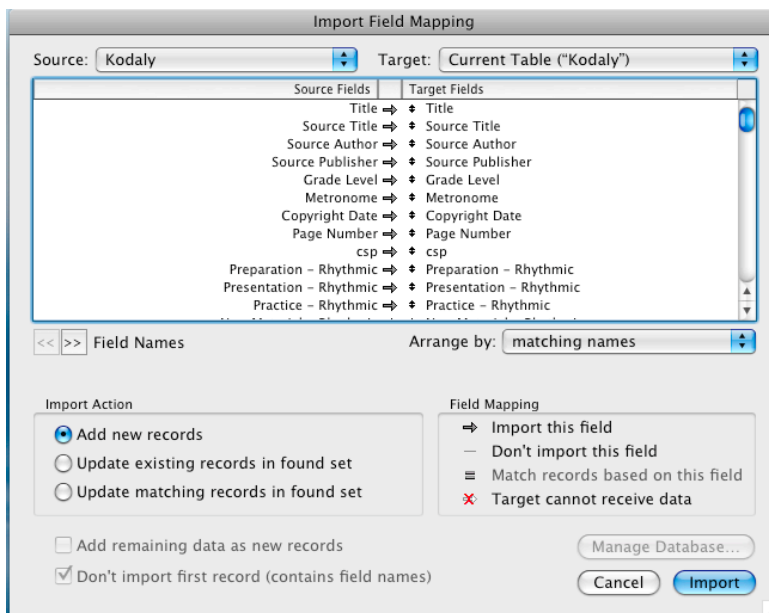 Import Field Mapping
Source: Kodaly Target: Current Table ("Kodaly")
Source Fields Target Fields
Title Title
Source Title Source Title
Source Author Source Author
Source Publisher Source Publisher
Grade Level Grade Level
Metronome Metronome
Copyright Date Copyright Date
Page Number Page Number
csp csp
Preparation – Rhythmic Preparation – Rhythmic
Presentation – Rhythmic Presentation – Rhythmic
Practice – Rhythmic Practice – Rhythmic
<< >> Field Names Arrange by: matching names
Import Action
Add new records
Update existing records in found set
Update matching records in found set
Field Mapping
Import this field
Don't import this field
Match records based on this field
Target cannot receive data
Add remaining data as new records
Don't import first record (contains field names)
Manage Database...
Cancel Import